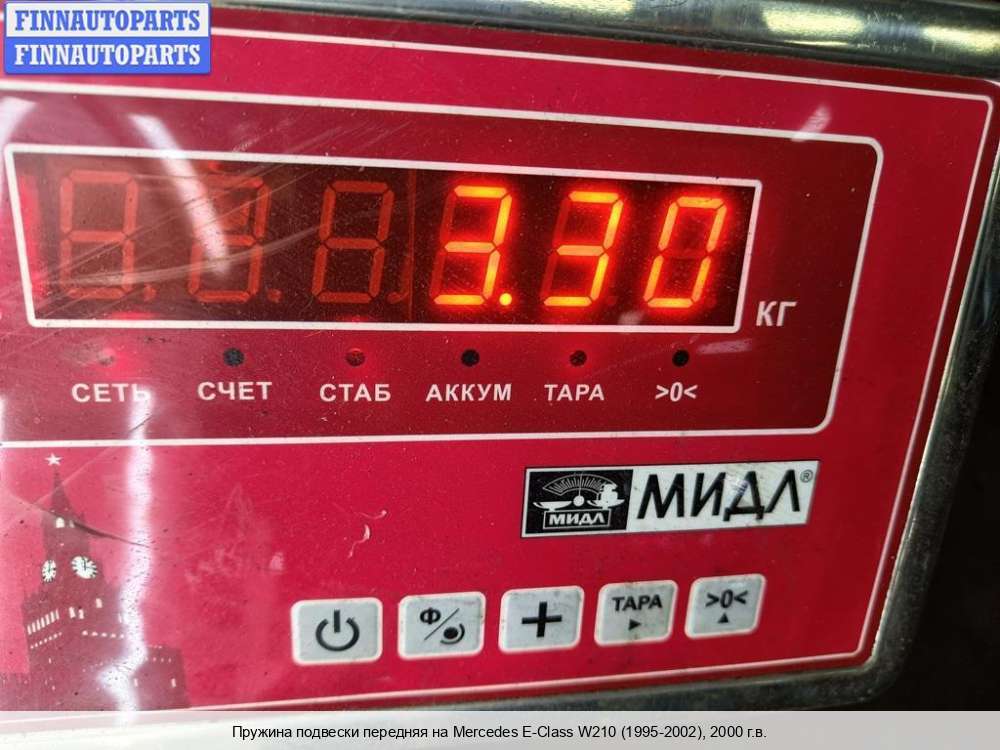 FINNAUTOPARTS
FINNAUTOPARTS
3.30
КГ
СЕТЬ СЧЕТ СТАБ АККУМ ТАРА >0<
МИДЛ МИДЛ®
Ф/ + ТАРА >0<
Пружина подвески передняя на Mercedes E-Class W210 (1995-2002), 2000 г.в.